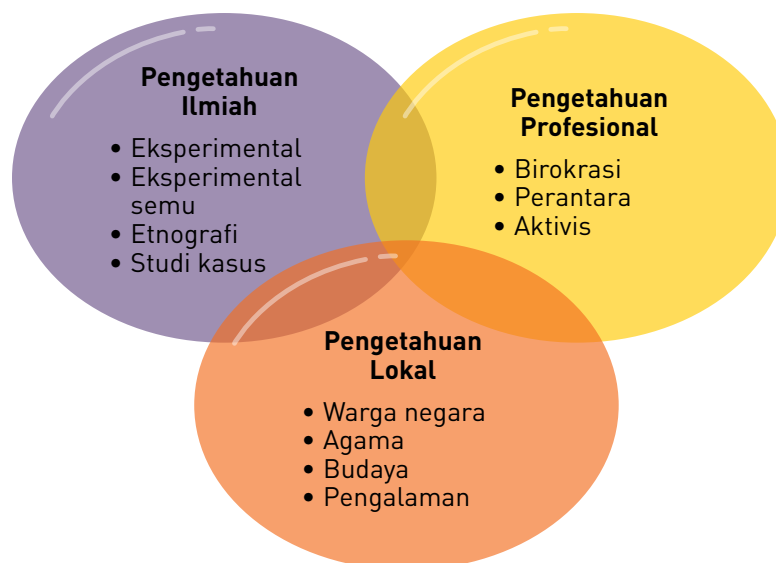 Pengetahuan
Ilmiah
• Eksperimental
• Eksperimental
semu
• Etnografi
• Studi kasus
Pengetahuan
Profesional
• Birokrasi
• Perantara
• Aktivis
Pengetahuan
Lokal
• Warga negara
• Agama
• Budaya
• Pengalaman